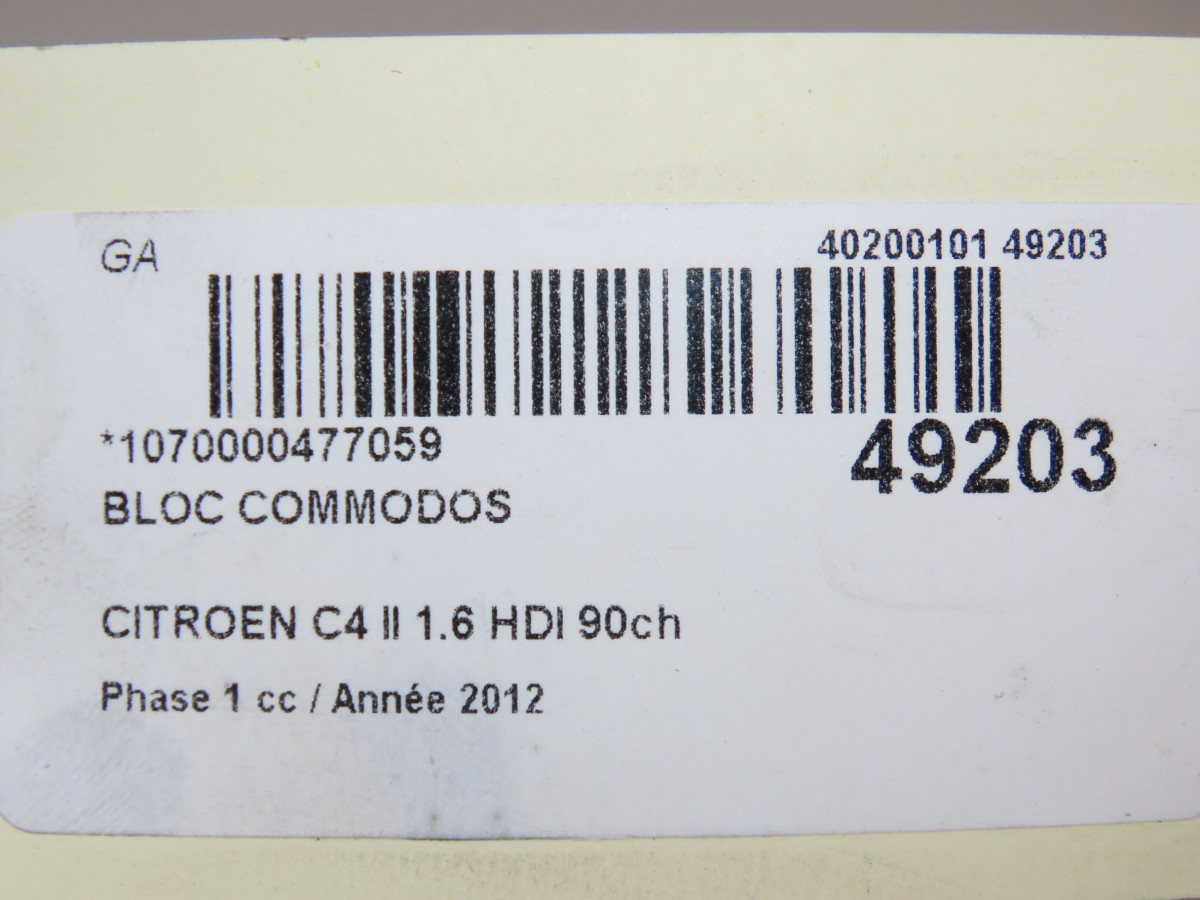 GA
40200101 49203
*1070000477059
49203
BLOC COMMODOS
CITROEN C4 II 1.6 HDI 90ch
Phase 1 cc / Année 2012